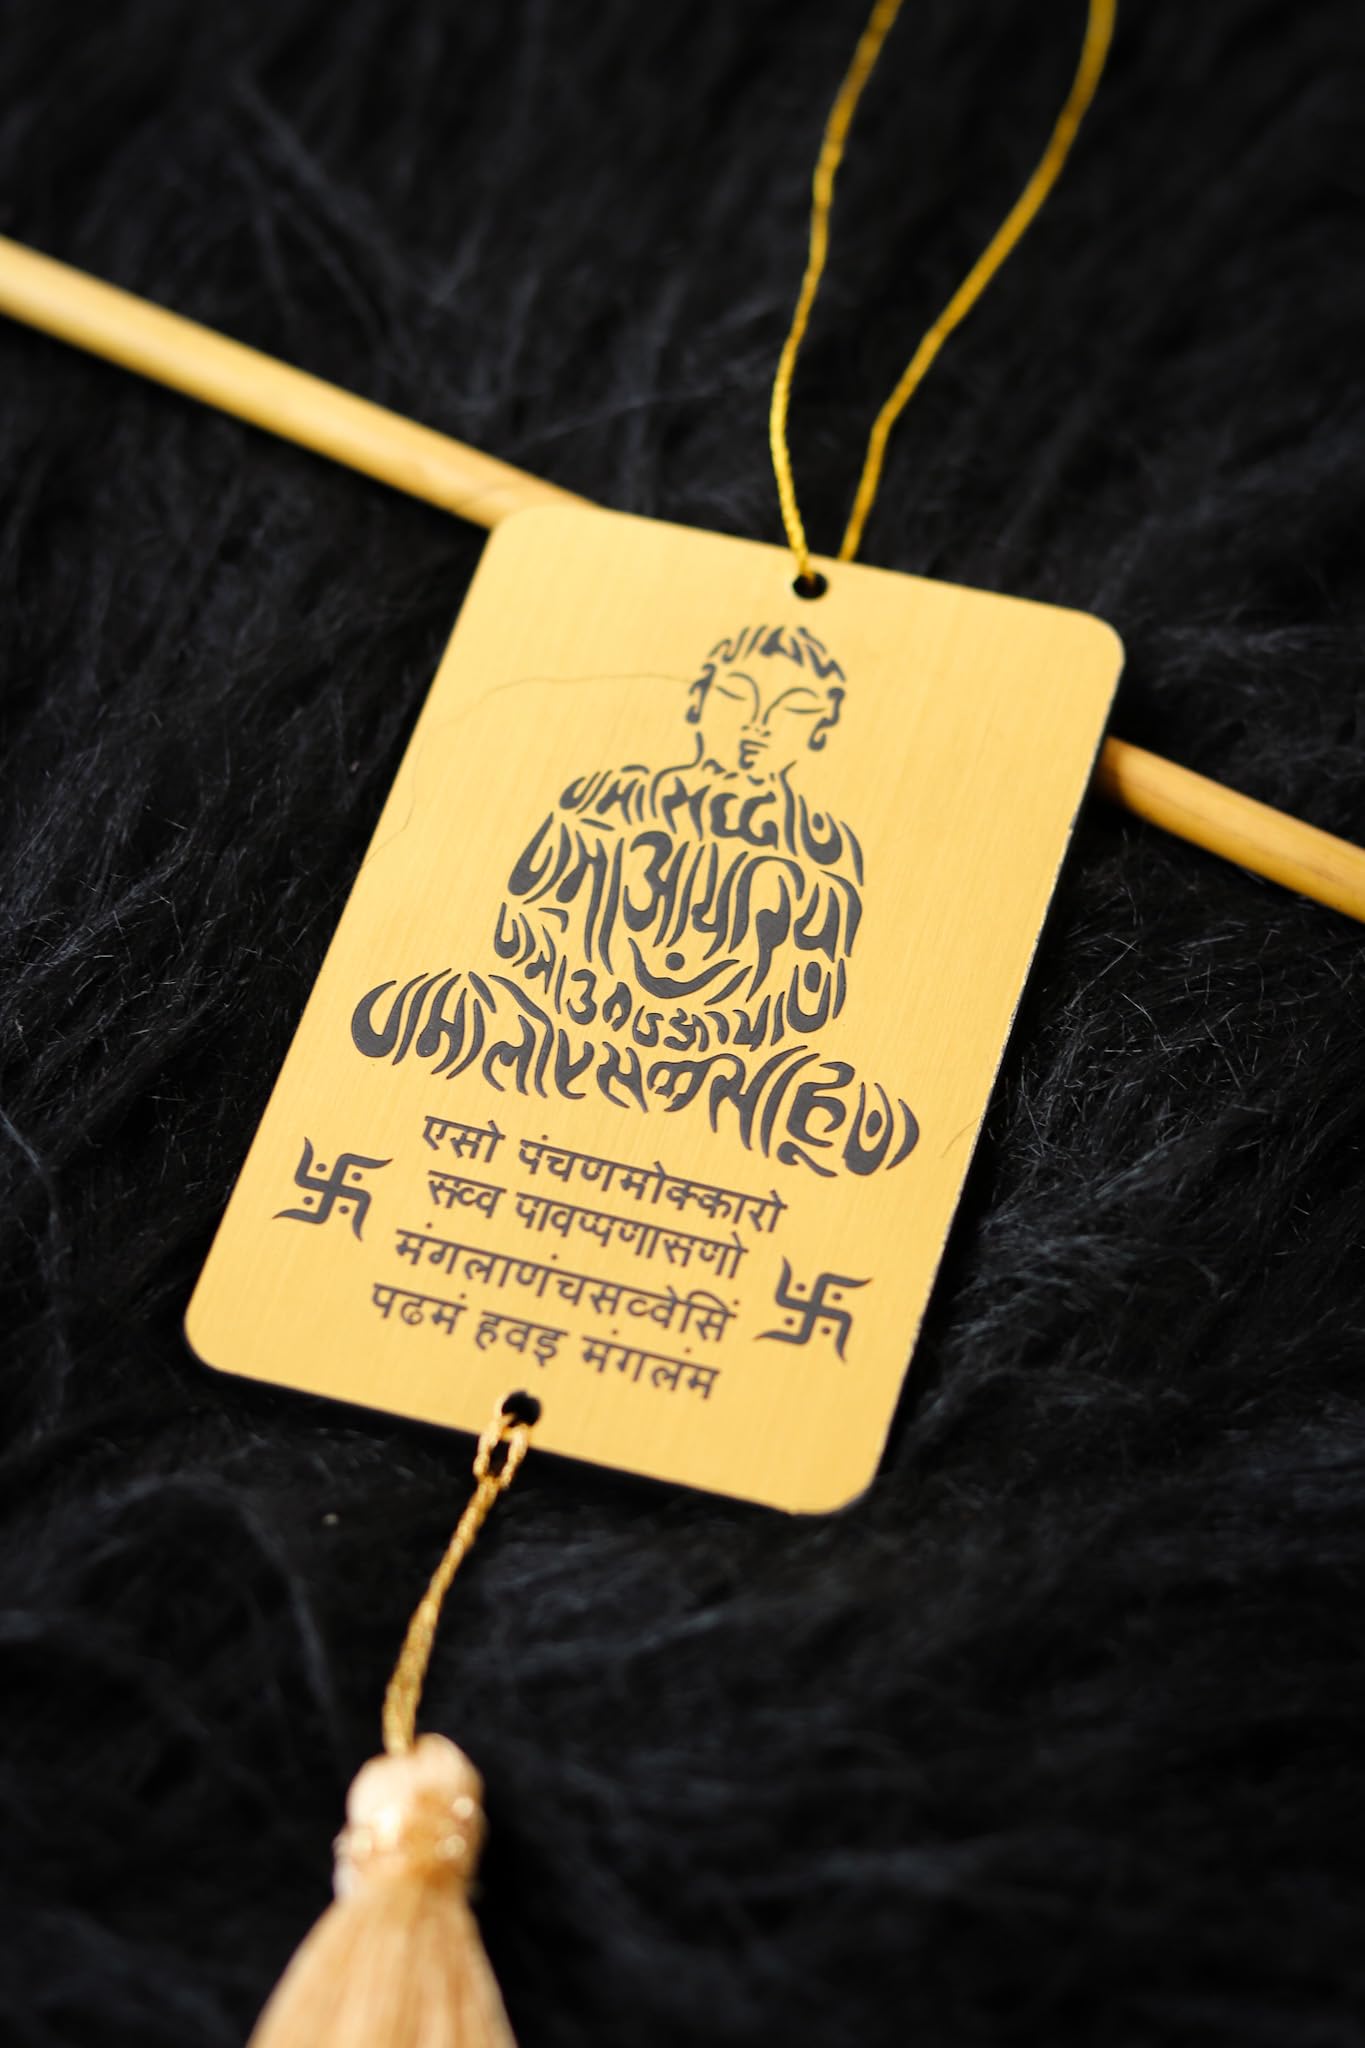 णमो सिद्धाणं
णमो आयरियाणं
णमो उवज्झायाणं
णमो लोए सव्व साहूणं
एसो पंचणमोक्कारो
सव्व पावप्पणासणो
मंगलाणंचसव्वेसिं
पढमं हवइ मंगलंम